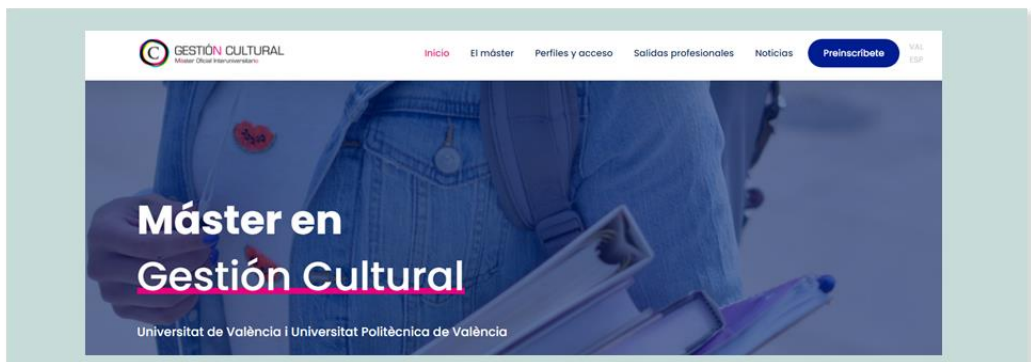 GESTIÓN CULTURAL
Máster Oficial Interuniversitario
Inicio El máster Perfiles y acceso Salidas profesionales Noticias Preinscríbete
VAL
ESP
Máster en
Gestión Cultural
Universitat de València i Universitat Politècnica de València